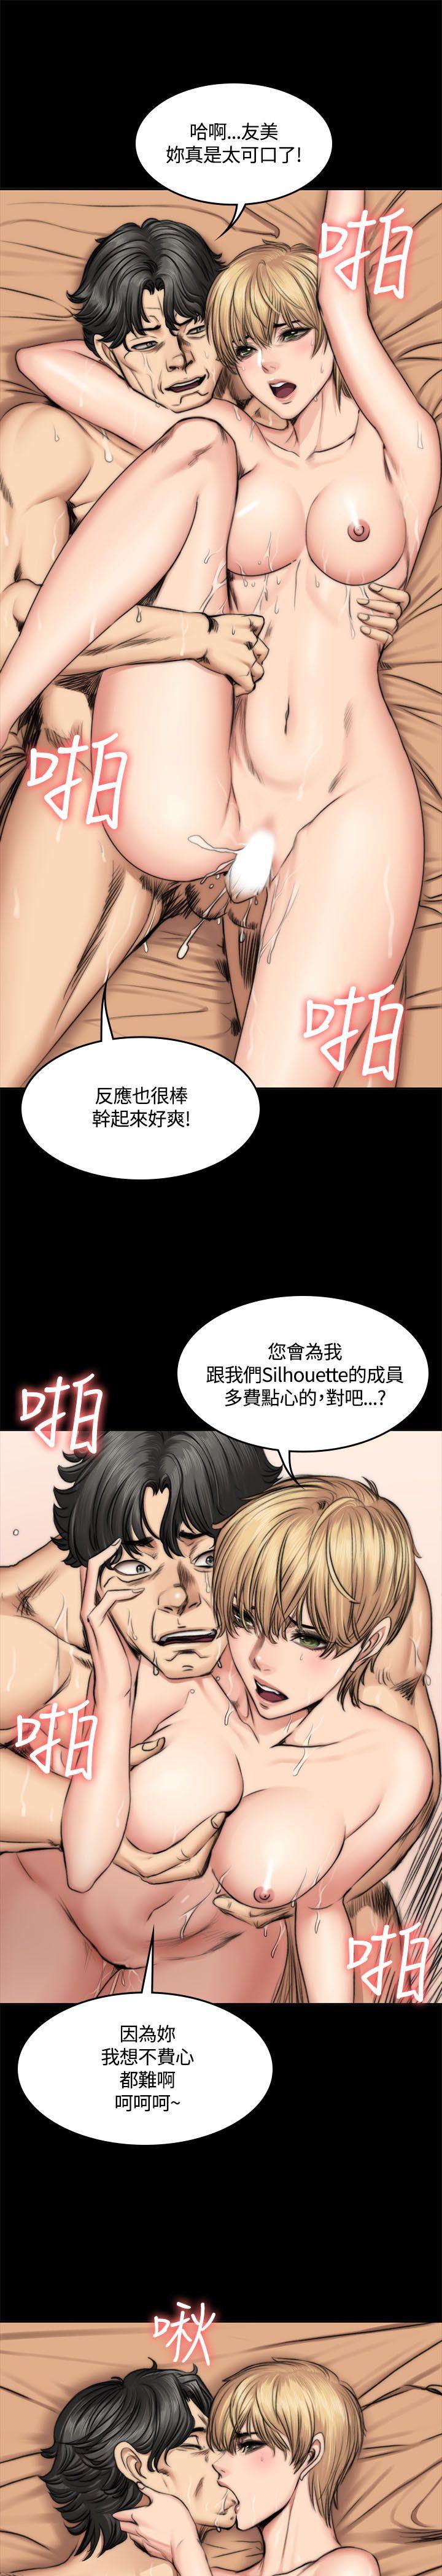 哈啊...友美
妳真是太可口了!
啪
啪
啪
反應也很棒
幹起來好爽!
您會為我
跟我們Silhouette的成員
多費點心的,對吧...?
啪
啪
啪
因為妳
我想不費心
都難啊
呵呵呵~
啾